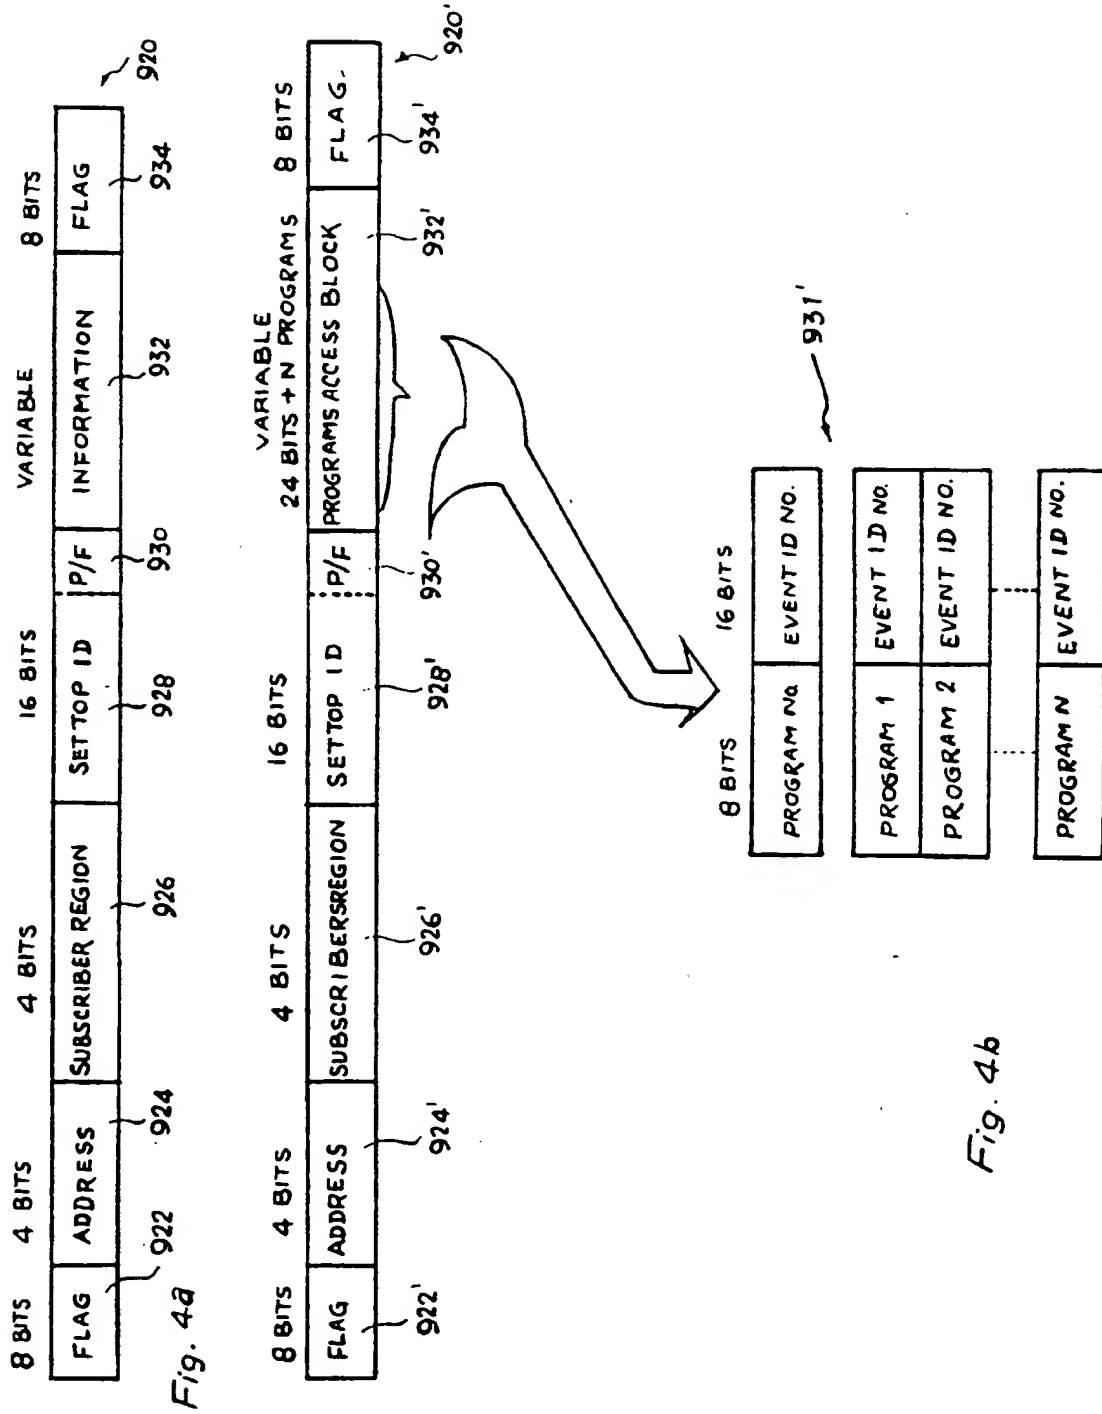 8 BITS 4 BITS 4 BITS 16 BITS VARIABLE 8 BITS
FLAG ADDRESS SUBSCRIBER REGION SET TOP ID P/F INFORMATION FLAG
922 924 926 928 930 932 934 920
Fig. 4a
VARIABLE
8 BITS 4 BITS 4 BITS 16 BITS 24 BITS + N PROGRAMS 8 BITS
FLAG ADDRESS SUBSCRIBERSREGION SET TOP ID P/F PROGRAMS ACCESS BLOCK FLAG.
922' 924' 926' 928' 930' 932' 934' 920'
8 BITS 16 BITS
PROGRAM No. EVENT ID NO.
931'
PROGRAM 1 EVENT ID NO.
PROGRAM 2 EVENT ID NO.
PROGRAM N EVENT ID NO.
Fig. 4b